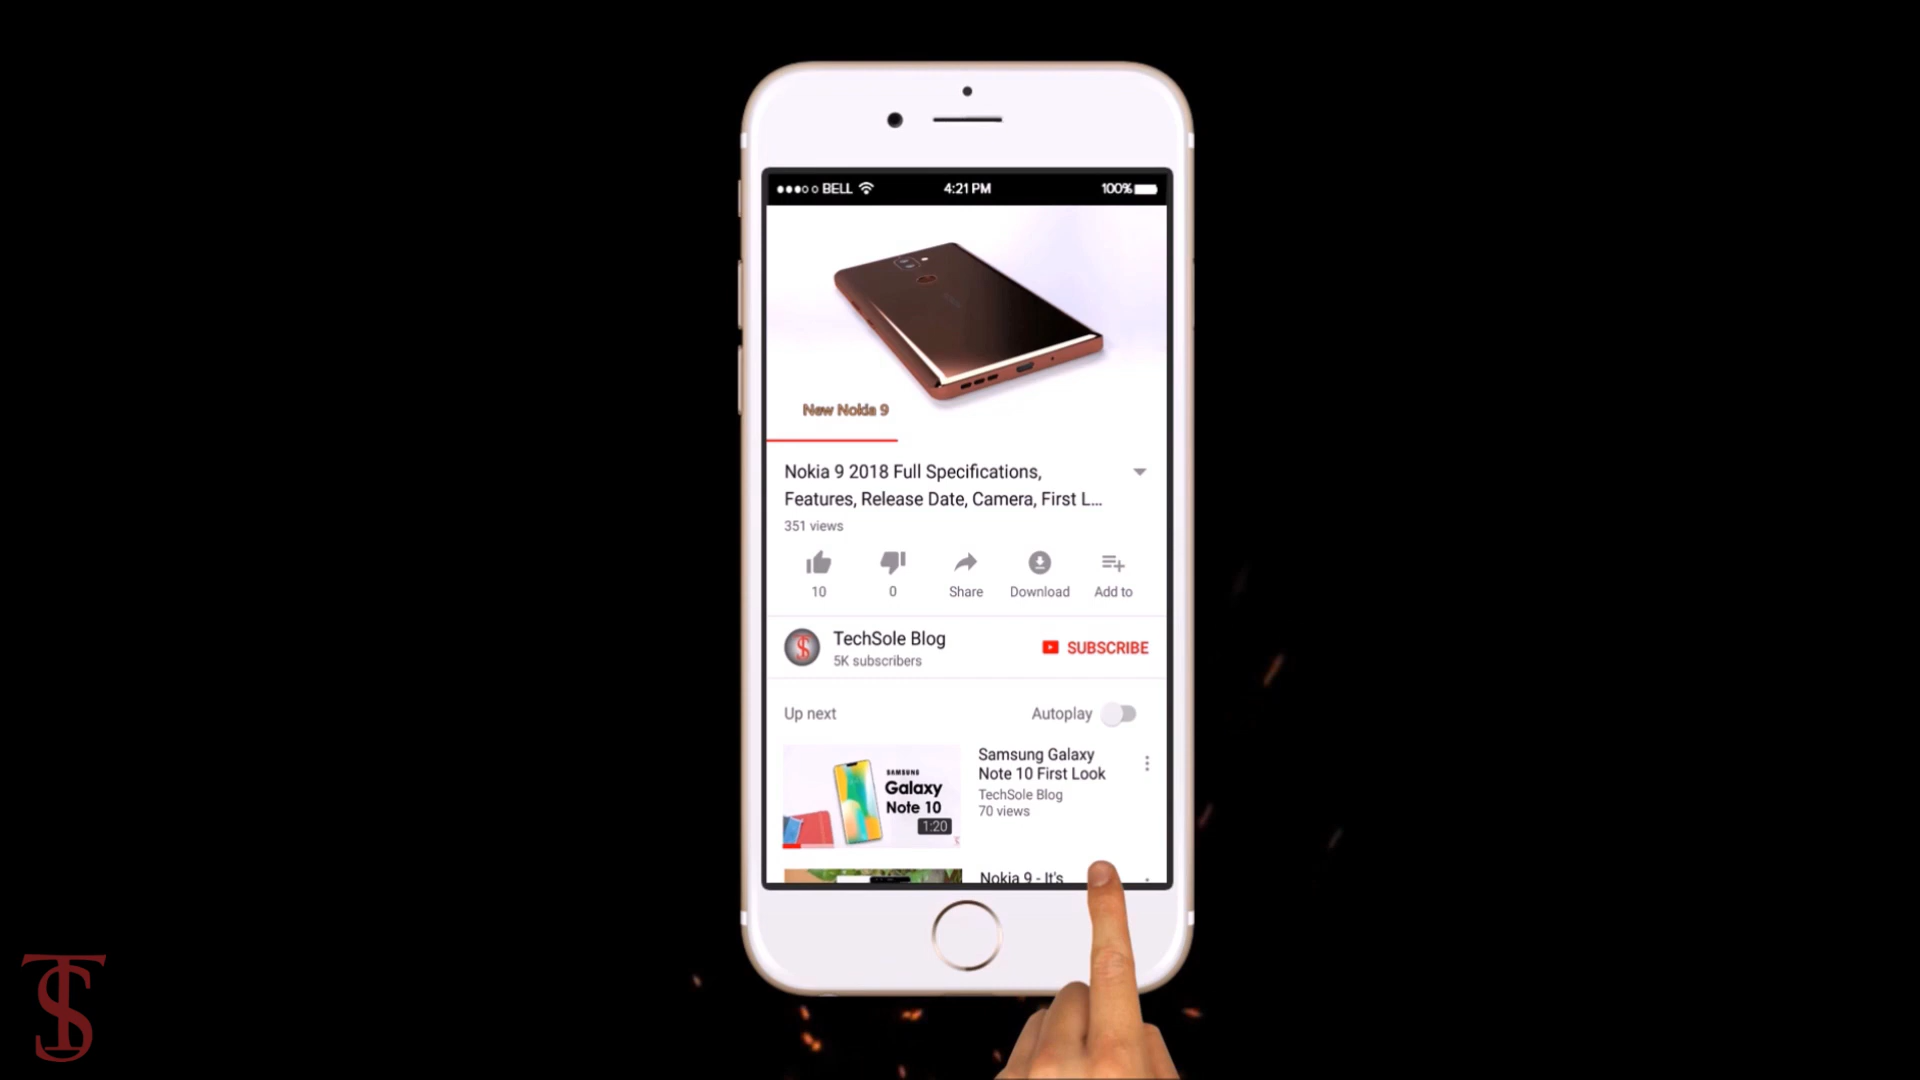 BELL
4:21 PM
100%
New Nokia 9
Nokia 9 2018 Full Specifications,
Features, Release Date, Camera, First L...
351 views
10
0
Share
Download
Add to
TechSole Blog
5K subscribers
SUBSCRIBE
Up next
Autoplay
SAMSUNG
Galaxy
Note 10
1:20
Samsung Galaxy
Note 10 First Look
TechSole Blog
70 views
Nokia 9 - It's
TS